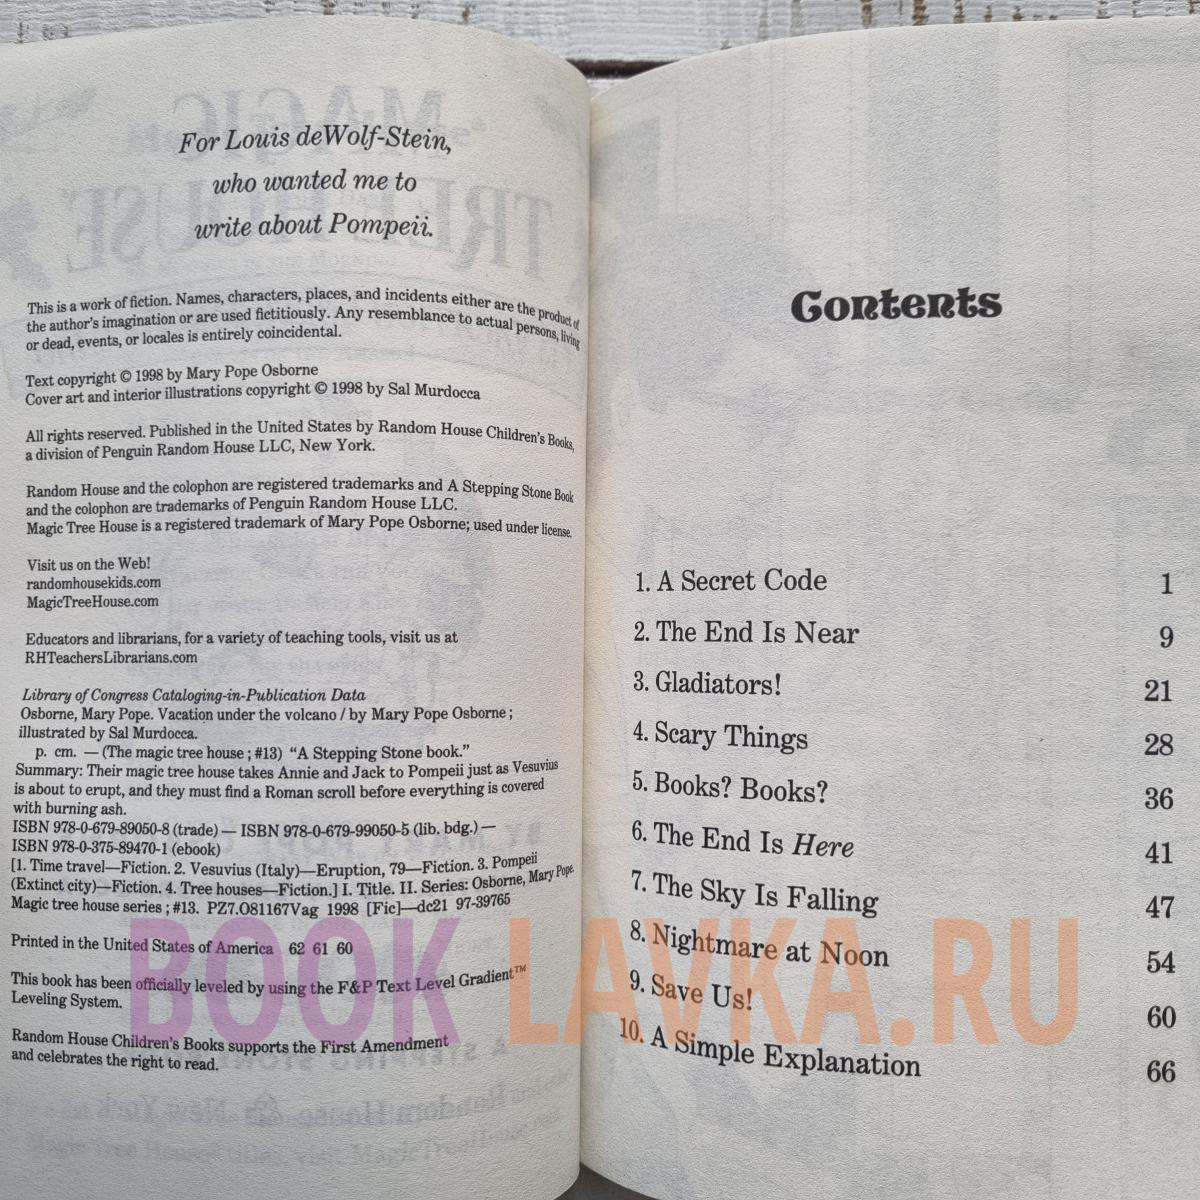 For Louis deWolf-Stein,
who wanted me to
write about Pompeii.
This is a work of fiction. Names, characters, places, and incidents either are the product of
the author's imagination or are used fictitiously. Any resemblance to actual persons, living
or dead, events, or locales is entirely coincidental.
Text copyright © 1998 by Mary Pope Osborne
Cover art and interior illustrations copyright © 1998 by Sal Murdocca
All rights reserved. Published in the United States by Random House Children's Books,
a division of Penguin Random House LLC, New York.
Random House and the colophon are registered trademarks and A Stepping Stone Book
and the colophon are trademarks of Penguin Random House LLC.
Magic Tree House is a registered trademark of Mary Pope Osborne; used under license.
Visit us on the Web!
randomhousekids.com
MagicTreeHouse.com
Educators and librarians, for a variety of teaching tools, visit us at
RHTeachersLibrarians.com
Library of Congress Cataloging-in-Publication Data
Osborne, Mary Pope. Vacation under the volcano / by Mary Pope Osborne ;
illustrated by Sal Murdocca.
p. cm. — (The magic tree house ; #13) “A Stepping Stone book.”
Summary: Their magic tree house takes Annie and Jack to Pompeii just as Vesuvius
is about to erupt, and they must find a Roman scroll before everything is covered
with burning ash.
ISBN 978-0-679-89050-8 (trade) — ISBN 978-0-679-99050-5 (lib. bdg.) —
ISBN 978-0-375-89470-1 (ebook)
[1. Time travel—Fiction. 2. Vesuvius (Italy)—Eruption, 79—Fiction. 3. Pompeii
(Extinct city)—Fiction. 4. Tree houses—Fiction.] I. Title. II. Series: Osborne, Mary Pope.
Magic tree house series ; #13. PZ7.O81167Vag 1998 [Fic]—dc21 97-39765
Printed in the United States of America 62 61 60
This book has been officially leveled by using the F&P Text Level Gradient™
Leveling System.
Random House Children's Books supports the First Amendment
and celebrates the right to read.
Contents
1. A Secret Code 1
2. The End Is Near 9
3. Gladiators! 21
4. Scary Things 28
5. Books? Books? 36
6. The End Is Here 41
7. The Sky Is Falling 47
8. Nightmare at Noon 54
9. Save Us! 60
10. A Simple Explanation 66
BOOK LAVKA.RU